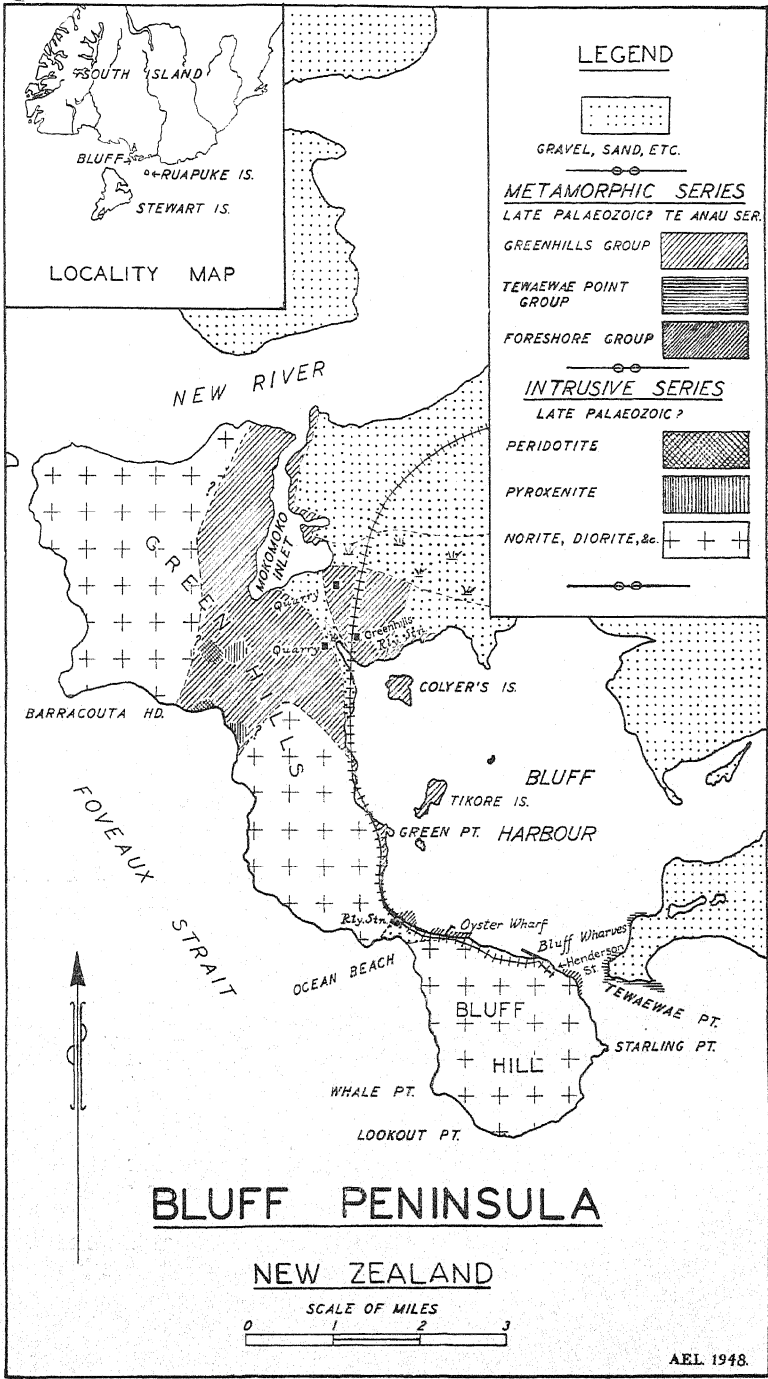 SOUTH ISLAND
BLUFF
RUAPUKE IS.
STEWART IS.
LOCALITY MAP
LEGEND
GRAVEL, SAND, ETC.
METAMORPHIC SERIES
LATE PALAEOZOIC? TE ANAU SER.
GREENHILLS GROUP
TEWAEWAE POINT
GROUP
FORESHORE GROUP
INTRUSIVE SERIES
LATE PALAEOZOIC?
PERIDOTITE
PYROXENITE
NORITE, DIORITE, &c.
NEW RIVER
?
MOKOMOKO
INLET
GREEN HILLS
Quarry
Quarry
Greenhills
Rly. Stn.
BARRACOUTA HD.
?
COLYER'S IS.
TIKORE IS.
BLUFF
HARBOUR
GREEN PT.
FOVEAUX
STRAIT
Rly. Stn.
Oyster Wharf
Bluff Wharves
Henderson
St.
OCEAN BEACH
TEWAEWAE PT.
BLUFF
HILL
STARLING PT.
WHALE PT.
LOOKOUT PT.
BLUFF PENINSULA
NEW ZEALAND
SCALE OF MILES
0 1 2 3
AEL 1948.